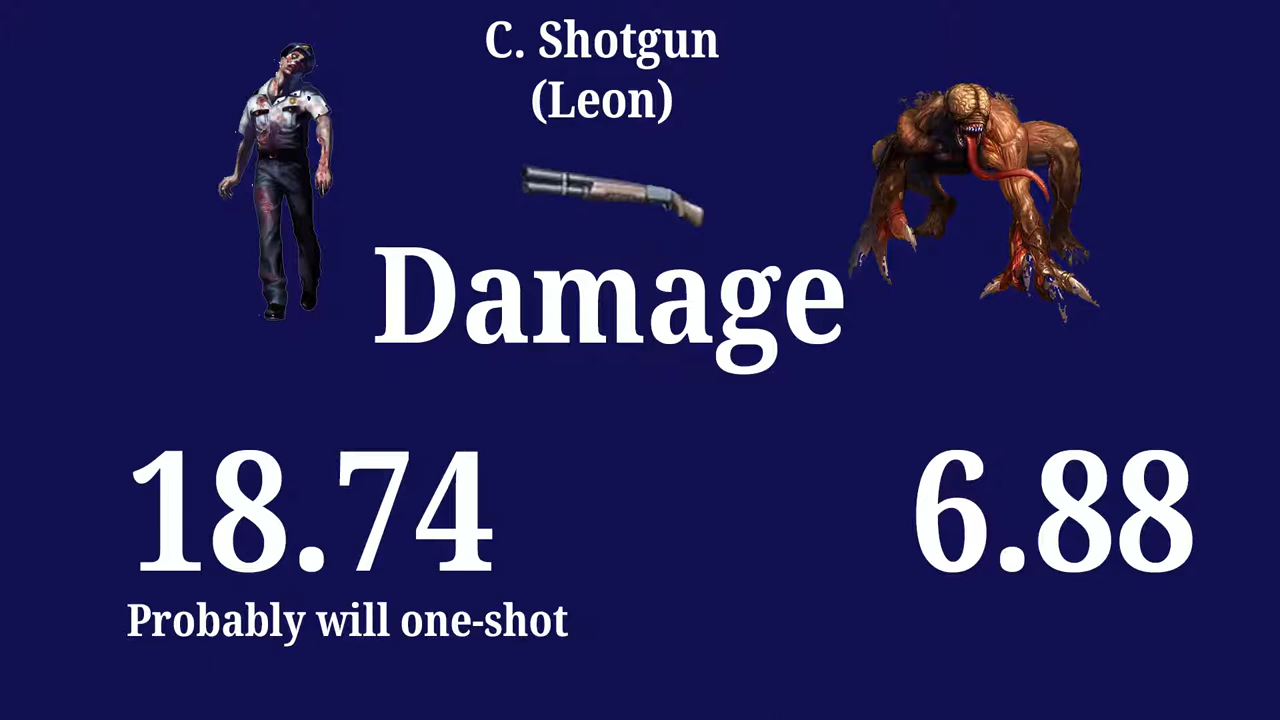 C. Shotgun
(Leon)
Damage
18.74
6.88
Probably will one-shot